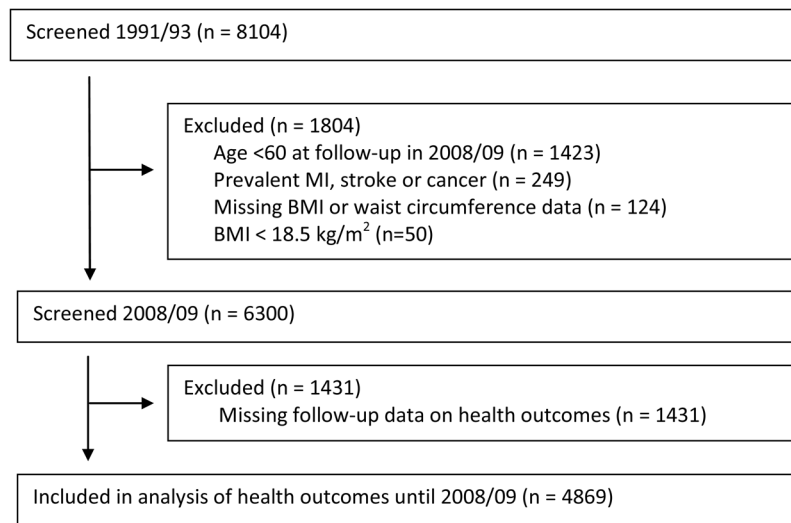 Screened 1991/93 (n = 8104)
Excluded (n = 1804)
Age <60 at follow-up in 2008/09 (n = 1423)
Prevalent MI, stroke or cancer (n = 249)
Missing BMI or waist circumference data (n = 124)
BMI < 18.5 kg/m² (n=50)
Screened 2008/09 (n = 6300)
Excluded (n = 1431)
Missing follow-up data on health outcomes (n = 1431)
Included in analysis of health outcomes until 2008/09 (n = 4869)